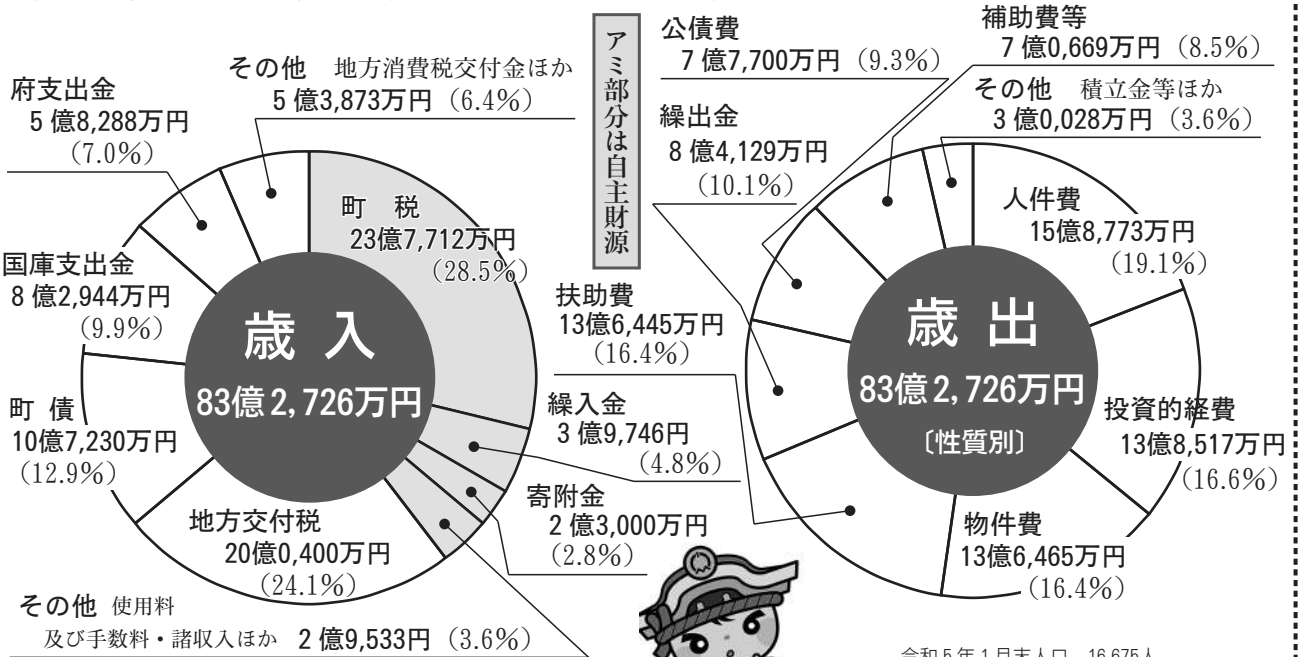 アミ部分は自主財源
その他 地方消費税交付金ほか
5億3,873万円(6.4%)
府支出金
5億8,288万円
(7.0%)
国庫支出金
8億2,944万円
(9.9%)
町債
10億7,230万円
(12.9%)
地方交付税
20億0,400万円
(24.1%)
その他 使用料
及び手数料・諸収入ほか 2億9,533円(3.6%)
町税
23億7,712万円
(28.5%)
歳入
83億2,726万円
繰入金
3億9,746円
(4.8%)
寄附金
2億3,000万円
(2.8%)
公債費
7億7,700万円(9.3%)
補助費等
7億0,669万円(8.5%)
その他 積立金等ほか
3億0,028万円(3.6%)
繰出金
8億4,129万円
(10.1%)
扶助費
13億6,445万円
(16.4%)
人件費
15億8,773万円
(19.1%)
歳出
83億2,726万円
〔性質別〕
投資的経費
13億8,517万円
(16.6%)
物件費
13億6,465万円
(16.4%)
令和5年1月末人口 16,675人